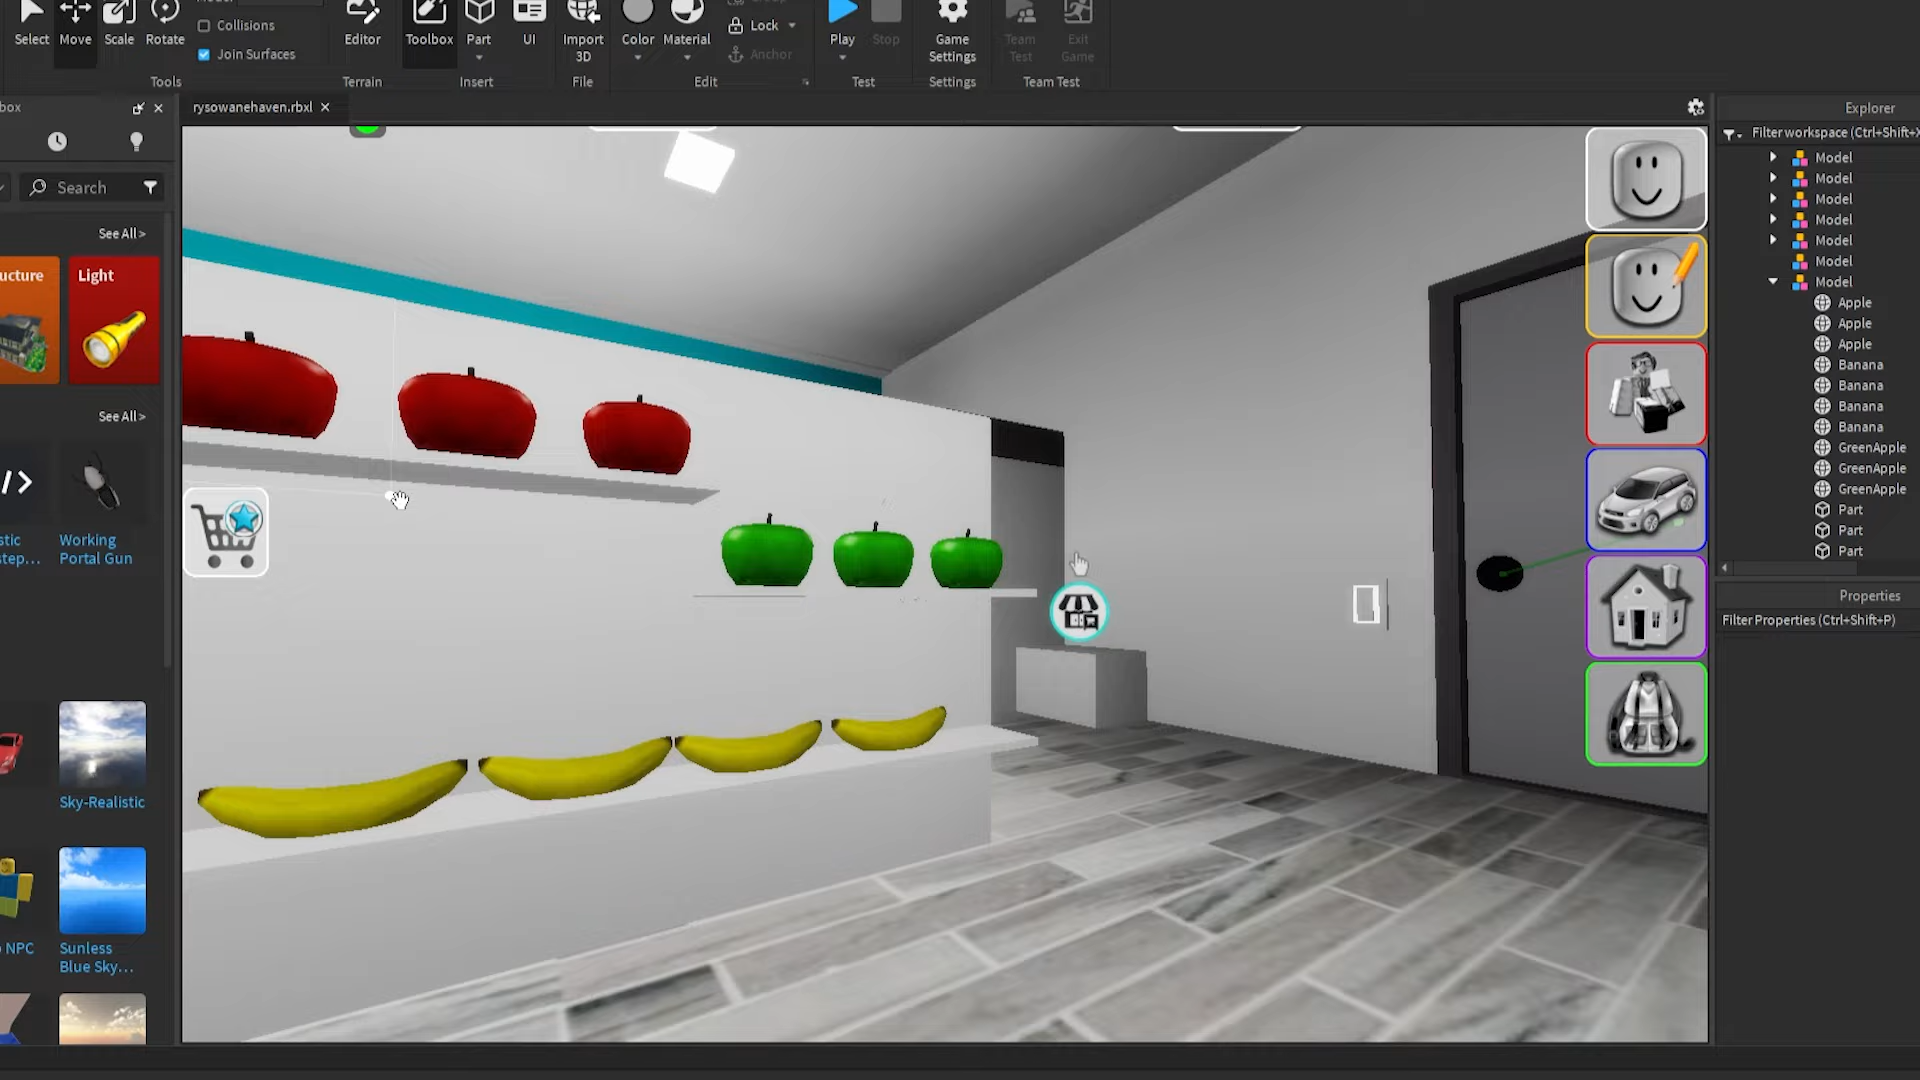 Select
Move
Scale
Rotate
Collisions
Join Surfaces
Tools
Editor
Terrain
Toolbox
Part
UI
Insert
Import
3D
File
Color
Material
Lock
Anchor
Edit
Play
Stop
Test
Game
Settings
Settings
Team
Test
Exit
Game
Team Test
box
rysowanehaven.rbxl
Explorer
Filter workspace (Ctrl+Shift+X
Search
See All >
ucture
Light
See All >
stic
step...
Working
Portal Gun
Sky-Realistic
NPC
Sunless
Blue Sky...
Model
Model
Model
Model
Model
Model
Model
Apple
Apple
Apple
Banana
Banana
Banana
Banana
GreenApple
GreenApple
GreenApple
Part
Part
Part
Properties
Filter Properties (Ctrl+Shift+P)